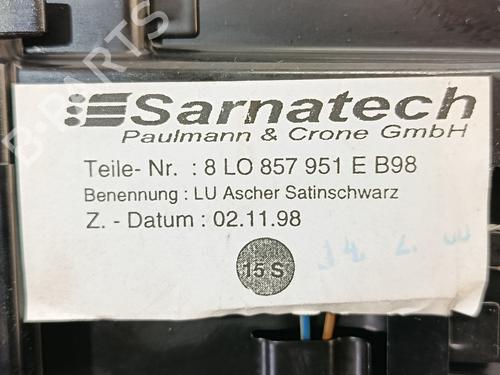 Sarnatech
Paulmann & Crone GmbH
Teile- Nr. : 8 LO 857 951 E B98
Benennung : LU Ascher Satinschwarz
Z. - Datum : 02.11.98
15 S
B-PARTS